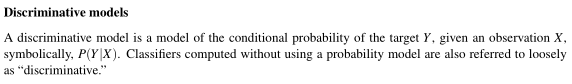 Discriminative models
A discriminative model is a model of the conditional probability of the target Y, given an observation X,
symbolically, P(Y|X). Classifiers computed without using a probability model are also referred to loosely
as “discriminative.”